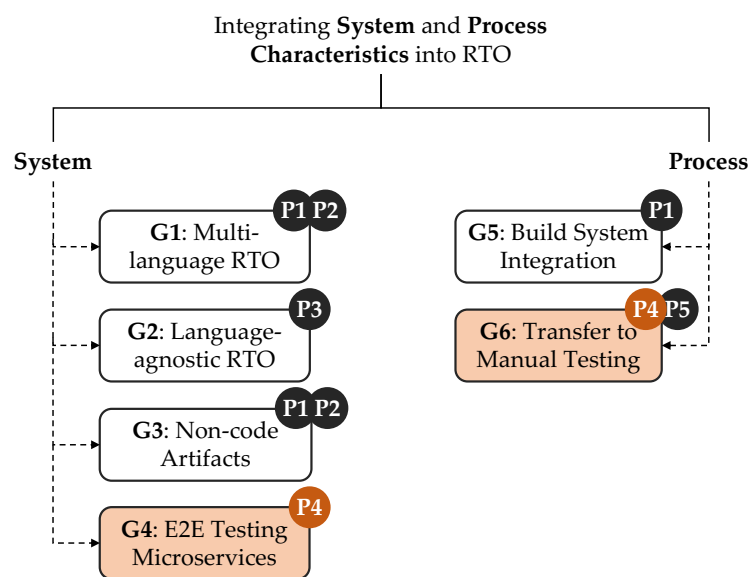 Integrating System and Process
Characteristics into RTO
System
Process
P1 P2
G1: Multi-
language RTO
P3
G2: Language-
agnostic RTO
P1 P2
G3: Non-code
Artifacts
P4
G4: E2E Testing
Microservices
P1
G5: Build System
Integration
P4 P5
G6: Transfer to
Manual Testing